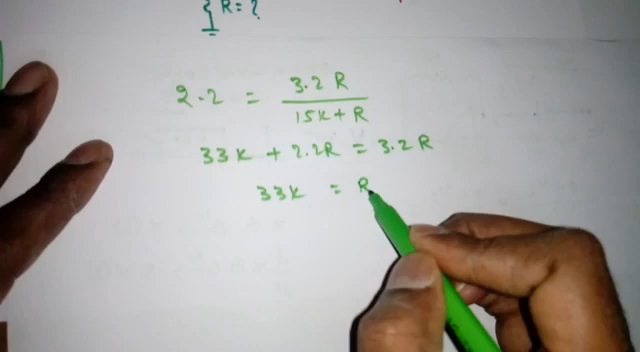 R = ?
2.2 = 3.2 R / 15k + R
33k + 2.2R = 3.2 R
33k = R